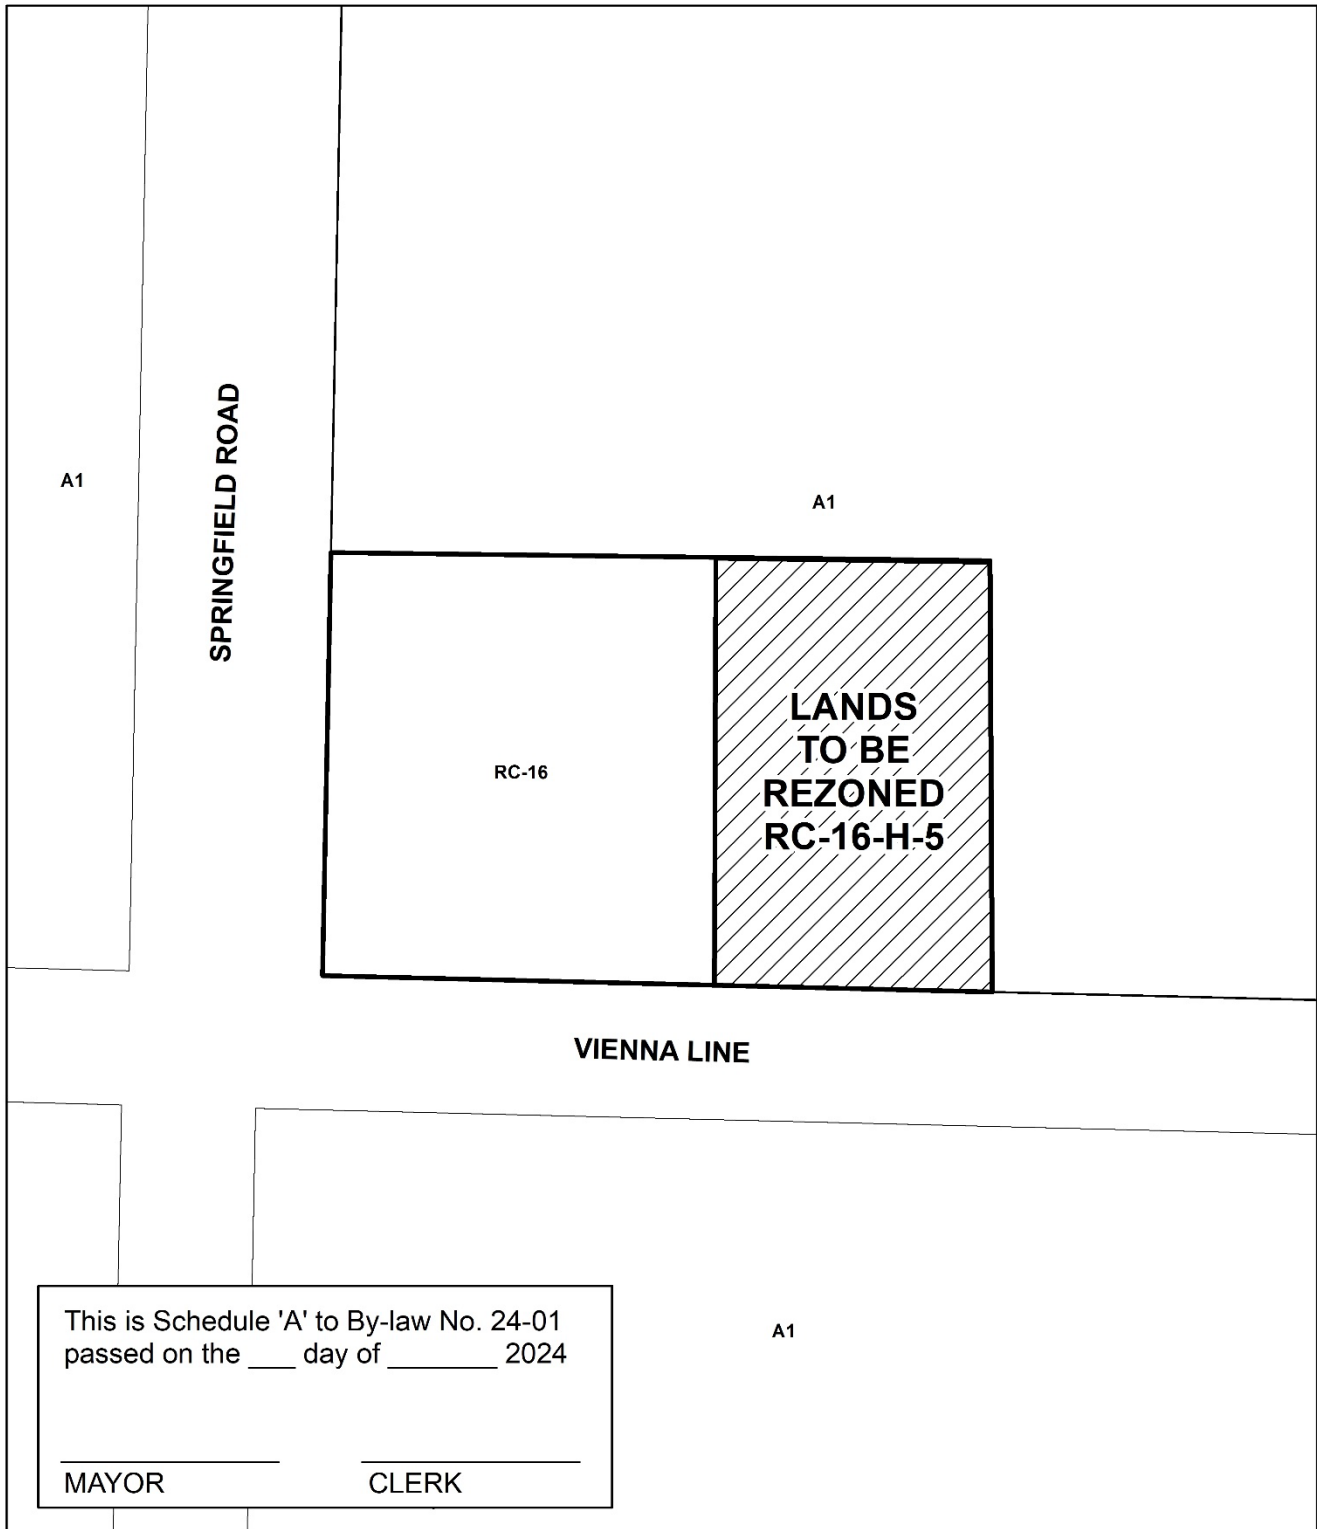 SPRINGFIELD ROAD
A1
A1
RC-16
LANDS
TO BE
REZONED
RC-16-H-5
VIENNA LINE
This is Schedule 'A' to By-law No. 24-01
passed on the ___ day of _______ 2024
MAYOR
CLERK
A1